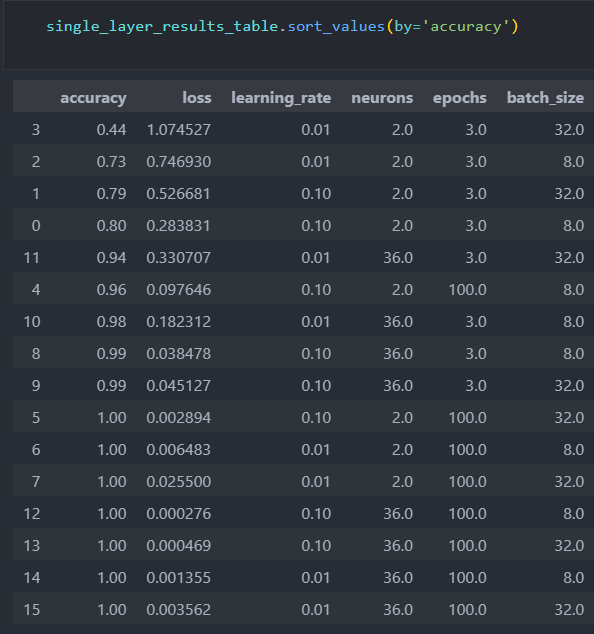 single_layer_results_table.sort_values(by='accuracy')
accuracy loss learning_rate neurons epochs batch_size
3 0.44 1.074527 0.01 2.0 3.0 32.0
2 0.73 0.746930 0.01 2.0 3.0 8.0
1 0.79 0.526681 0.10 2.0 3.0 32.0
0 0.80 0.283831 0.10 2.0 3.0 8.0
11 0.94 0.330707 0.01 36.0 3.0 32.0
4 0.96 0.097646 0.10 2.0 100.0 8.0
10 0.98 0.182312 0.01 36.0 3.0 8.0
8 0.99 0.038478 0.10 36.0 3.0 8.0
9 0.99 0.045127 0.10 36.0 3.0 32.0
5 1.00 0.002894 0.10 2.0 100.0 32.0
6 1.00 0.006483 0.01 2.0 100.0 8.0
7 1.00 0.025500 0.01 2.0 100.0 32.0
12 1.00 0.000276 0.10 36.0 100.0 8.0
13 1.00 0.000469 0.10 36.0 100.0 32.0
14 1.00 0.001355 0.01 36.0 100.0 8.0
15 1.00 0.003562 0.01 36.0 100.0 32.0